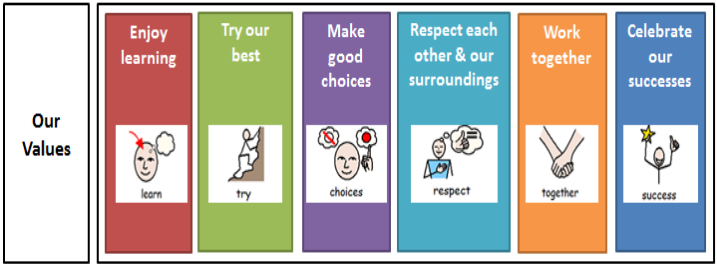 Our
Values
Enjoy
learning
learn
Try our
best
try
Make
good
choices
choices
Respect each
other & our
surroundings
respect
Work
together
together
Celebrate
our
successes
success